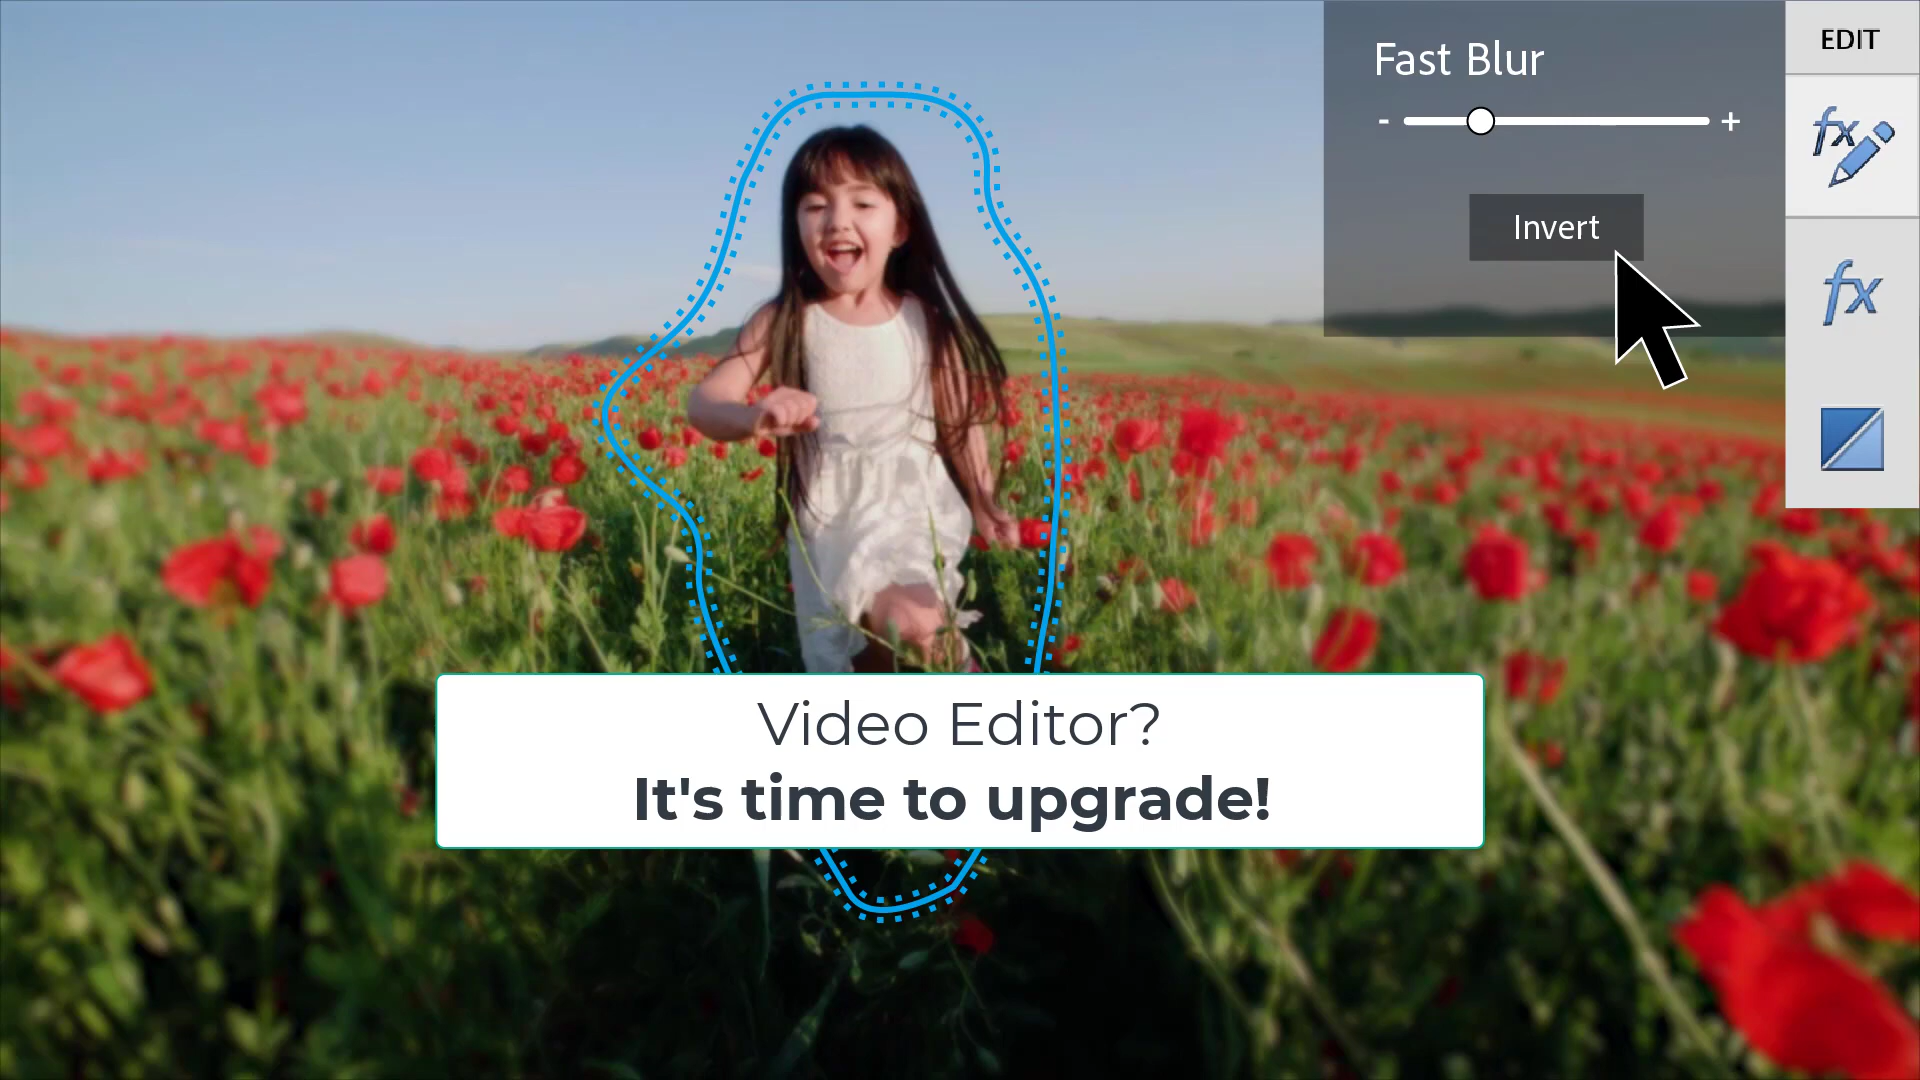 Fast Blur
- +
Invert
EDIT
fx
fx
Video Editor?
It's time to upgrade!